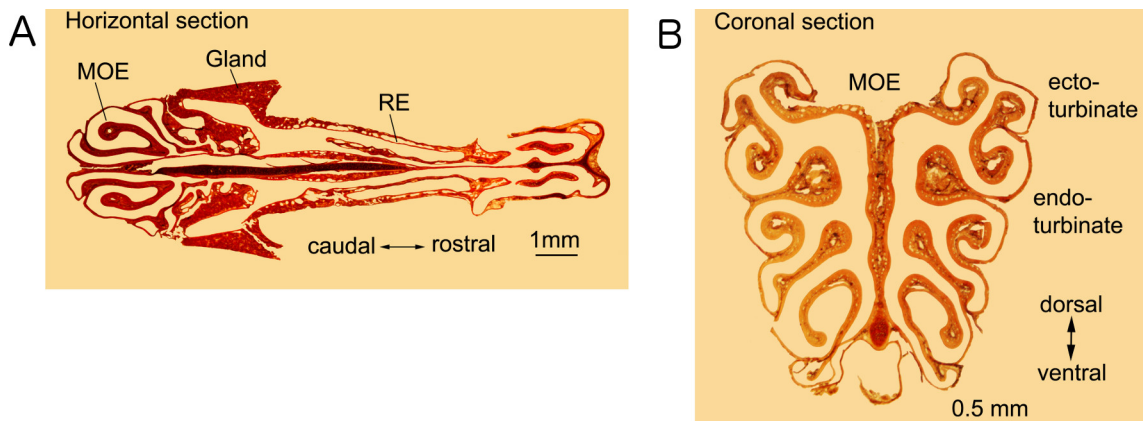 A
Horizontal section
MOE
Gland
RE
caudal rostral
1mm
B
Coronal section
MOE
ecto-
turbinate
endo-
turbinate
dorsal
ventral
0.5 mm